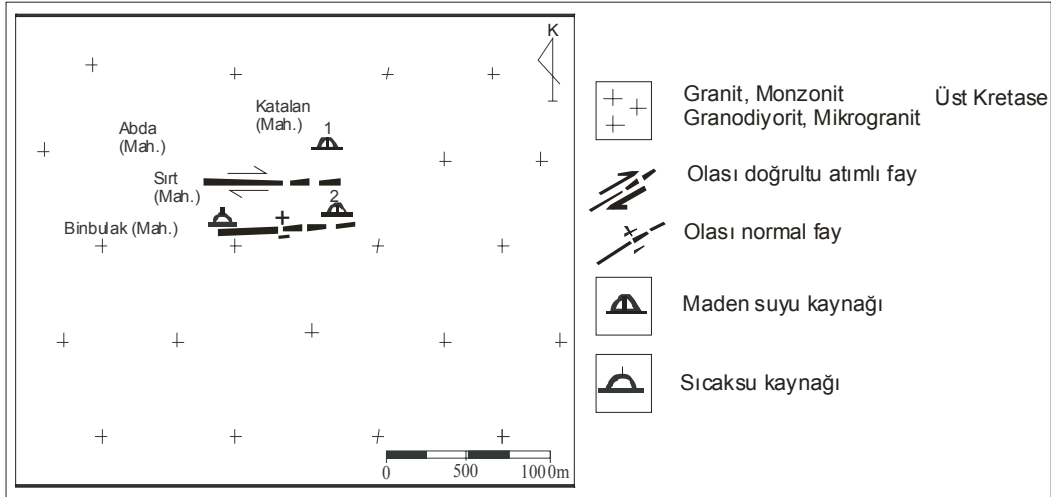 K
Katalan
(Mah.)
1
Abda
(Mah.)
Sırt
(Mah.)
2
Binbulak (Mah.)
0 500 1000m
Granit, Monzonit
Granodiyorit, Mikrogranit
Üst Kretase
Olası doğrultu atımlı fay
Olası normal fay
Maden suyu kaynağı
Sıcaksu kaynağı